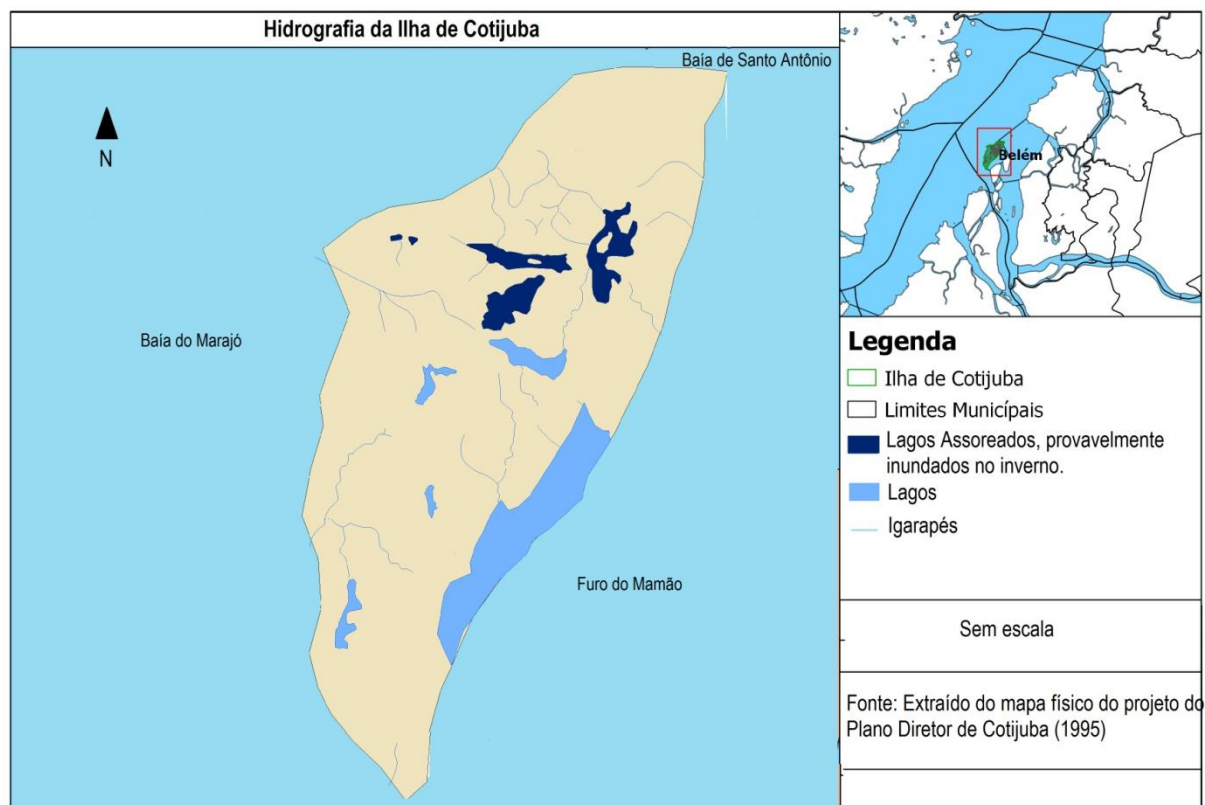 Hidrografia da Ilha de Cotijuba
Baía de Santo Antônio
N
Baía do Marajó
Furo do Mamão
Belém
Legenda
Ilha de Cotijuba
Limites Municípais
Lagos Assoreados, provavelmente
inundados no inverno.
Lagos
Igarapés
Sem escala
Fonte: Extraído do mapa físico do projeto do
Plano Diretor de Cotijuba (1995)